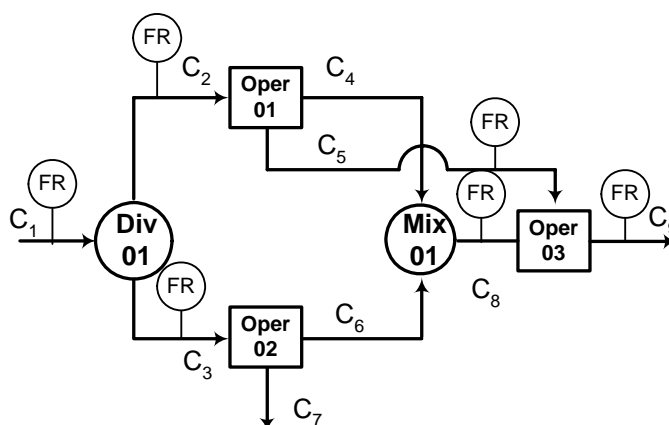 FR
C₂
Oper
01
C₄
FR
C₅
FR
FR
FR
C₁
Div
01
Mix
01
Oper
03
FR
C₈
C₃
Oper
02
C₆
C₇